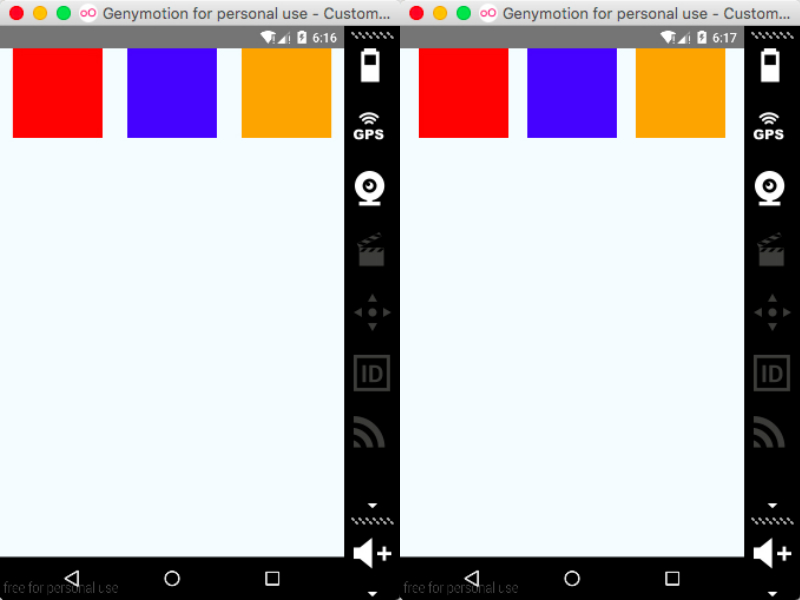 Genymotion for personal use - Custom...
6:16
GPS
ID
free for personal use
Genymotion for personal use - Custom...
6:17
GPS
ID
free for personal use